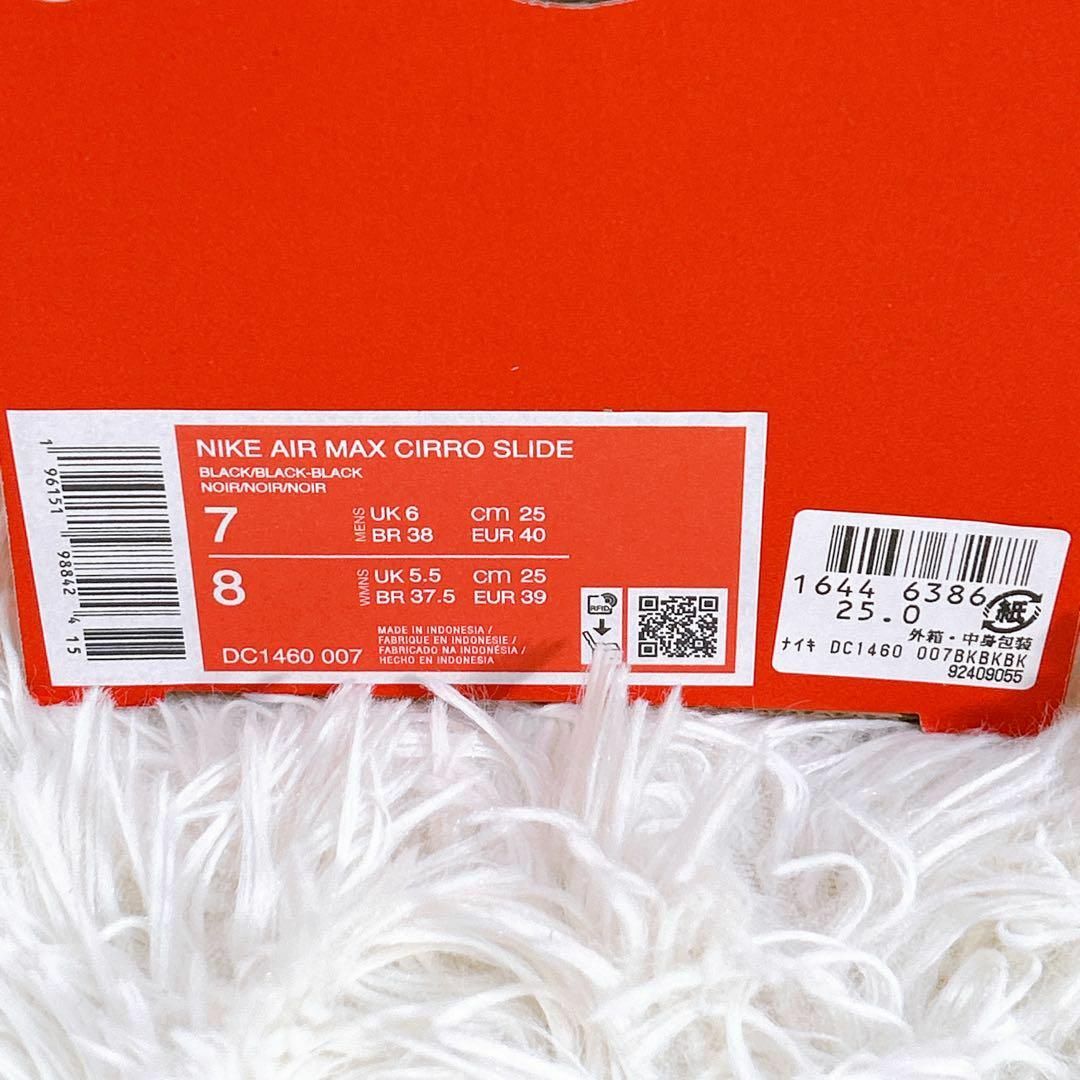 1 96151 98842 4 15
NIKE AIR MAX CIRRO SLIDE
BLACK/BLACK-BLACK
NOIR/NOIR/NOIR
7 MENS UK 6 cm 25
BR 38 EUR 40
8 WMNS UK 5.5 cm 25
BR 37.5 EUR 39
MADE IN INDONESIA /
FABRIQUE EN INDONESIE /
FABRICADO NA INDONÉSIA /
HECHO EN INDONESIA
DC1460 007
RFID
1644 6386
25.0
紙
外箱・中身包装
ナイキ DC1460 007BKBKBK
92409055